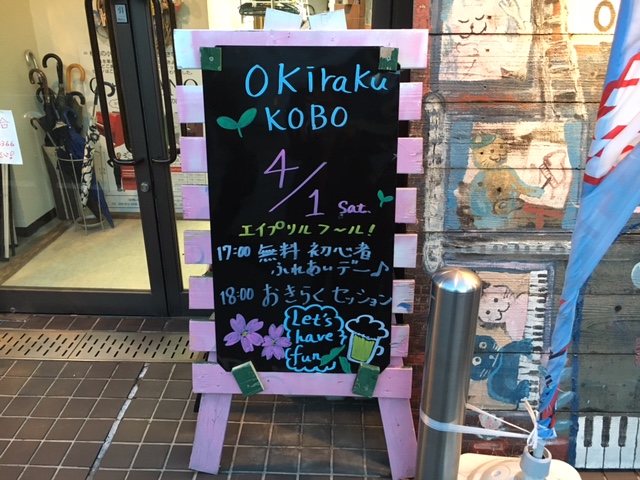 Okiraku
KOBO
4/1 Sat.
エイプリルフール!
17:00 無料 初心者
ふれあいデー♪
18:00 おきらくセッション
Let's
have
fun